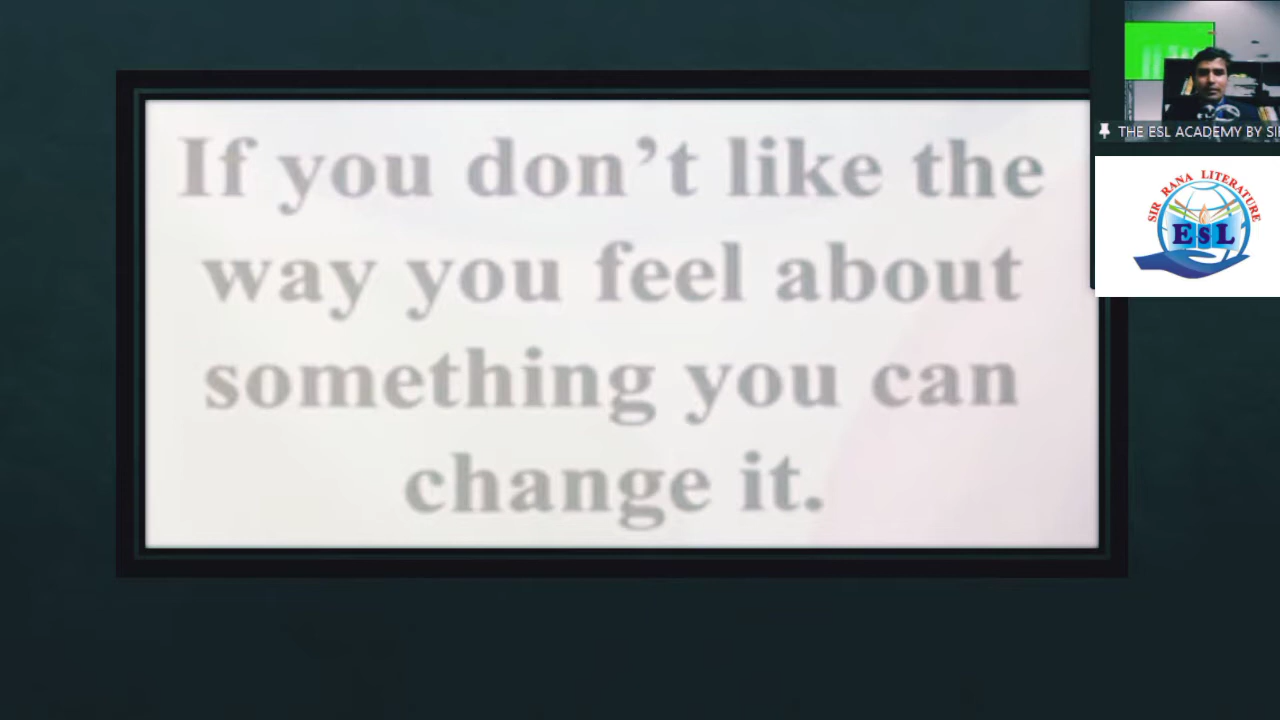 If you don’t like the
way you feel about
something you can
change it.
THE ESL ACADEMY BY SI
SIR RANA LITERATURE
ESL